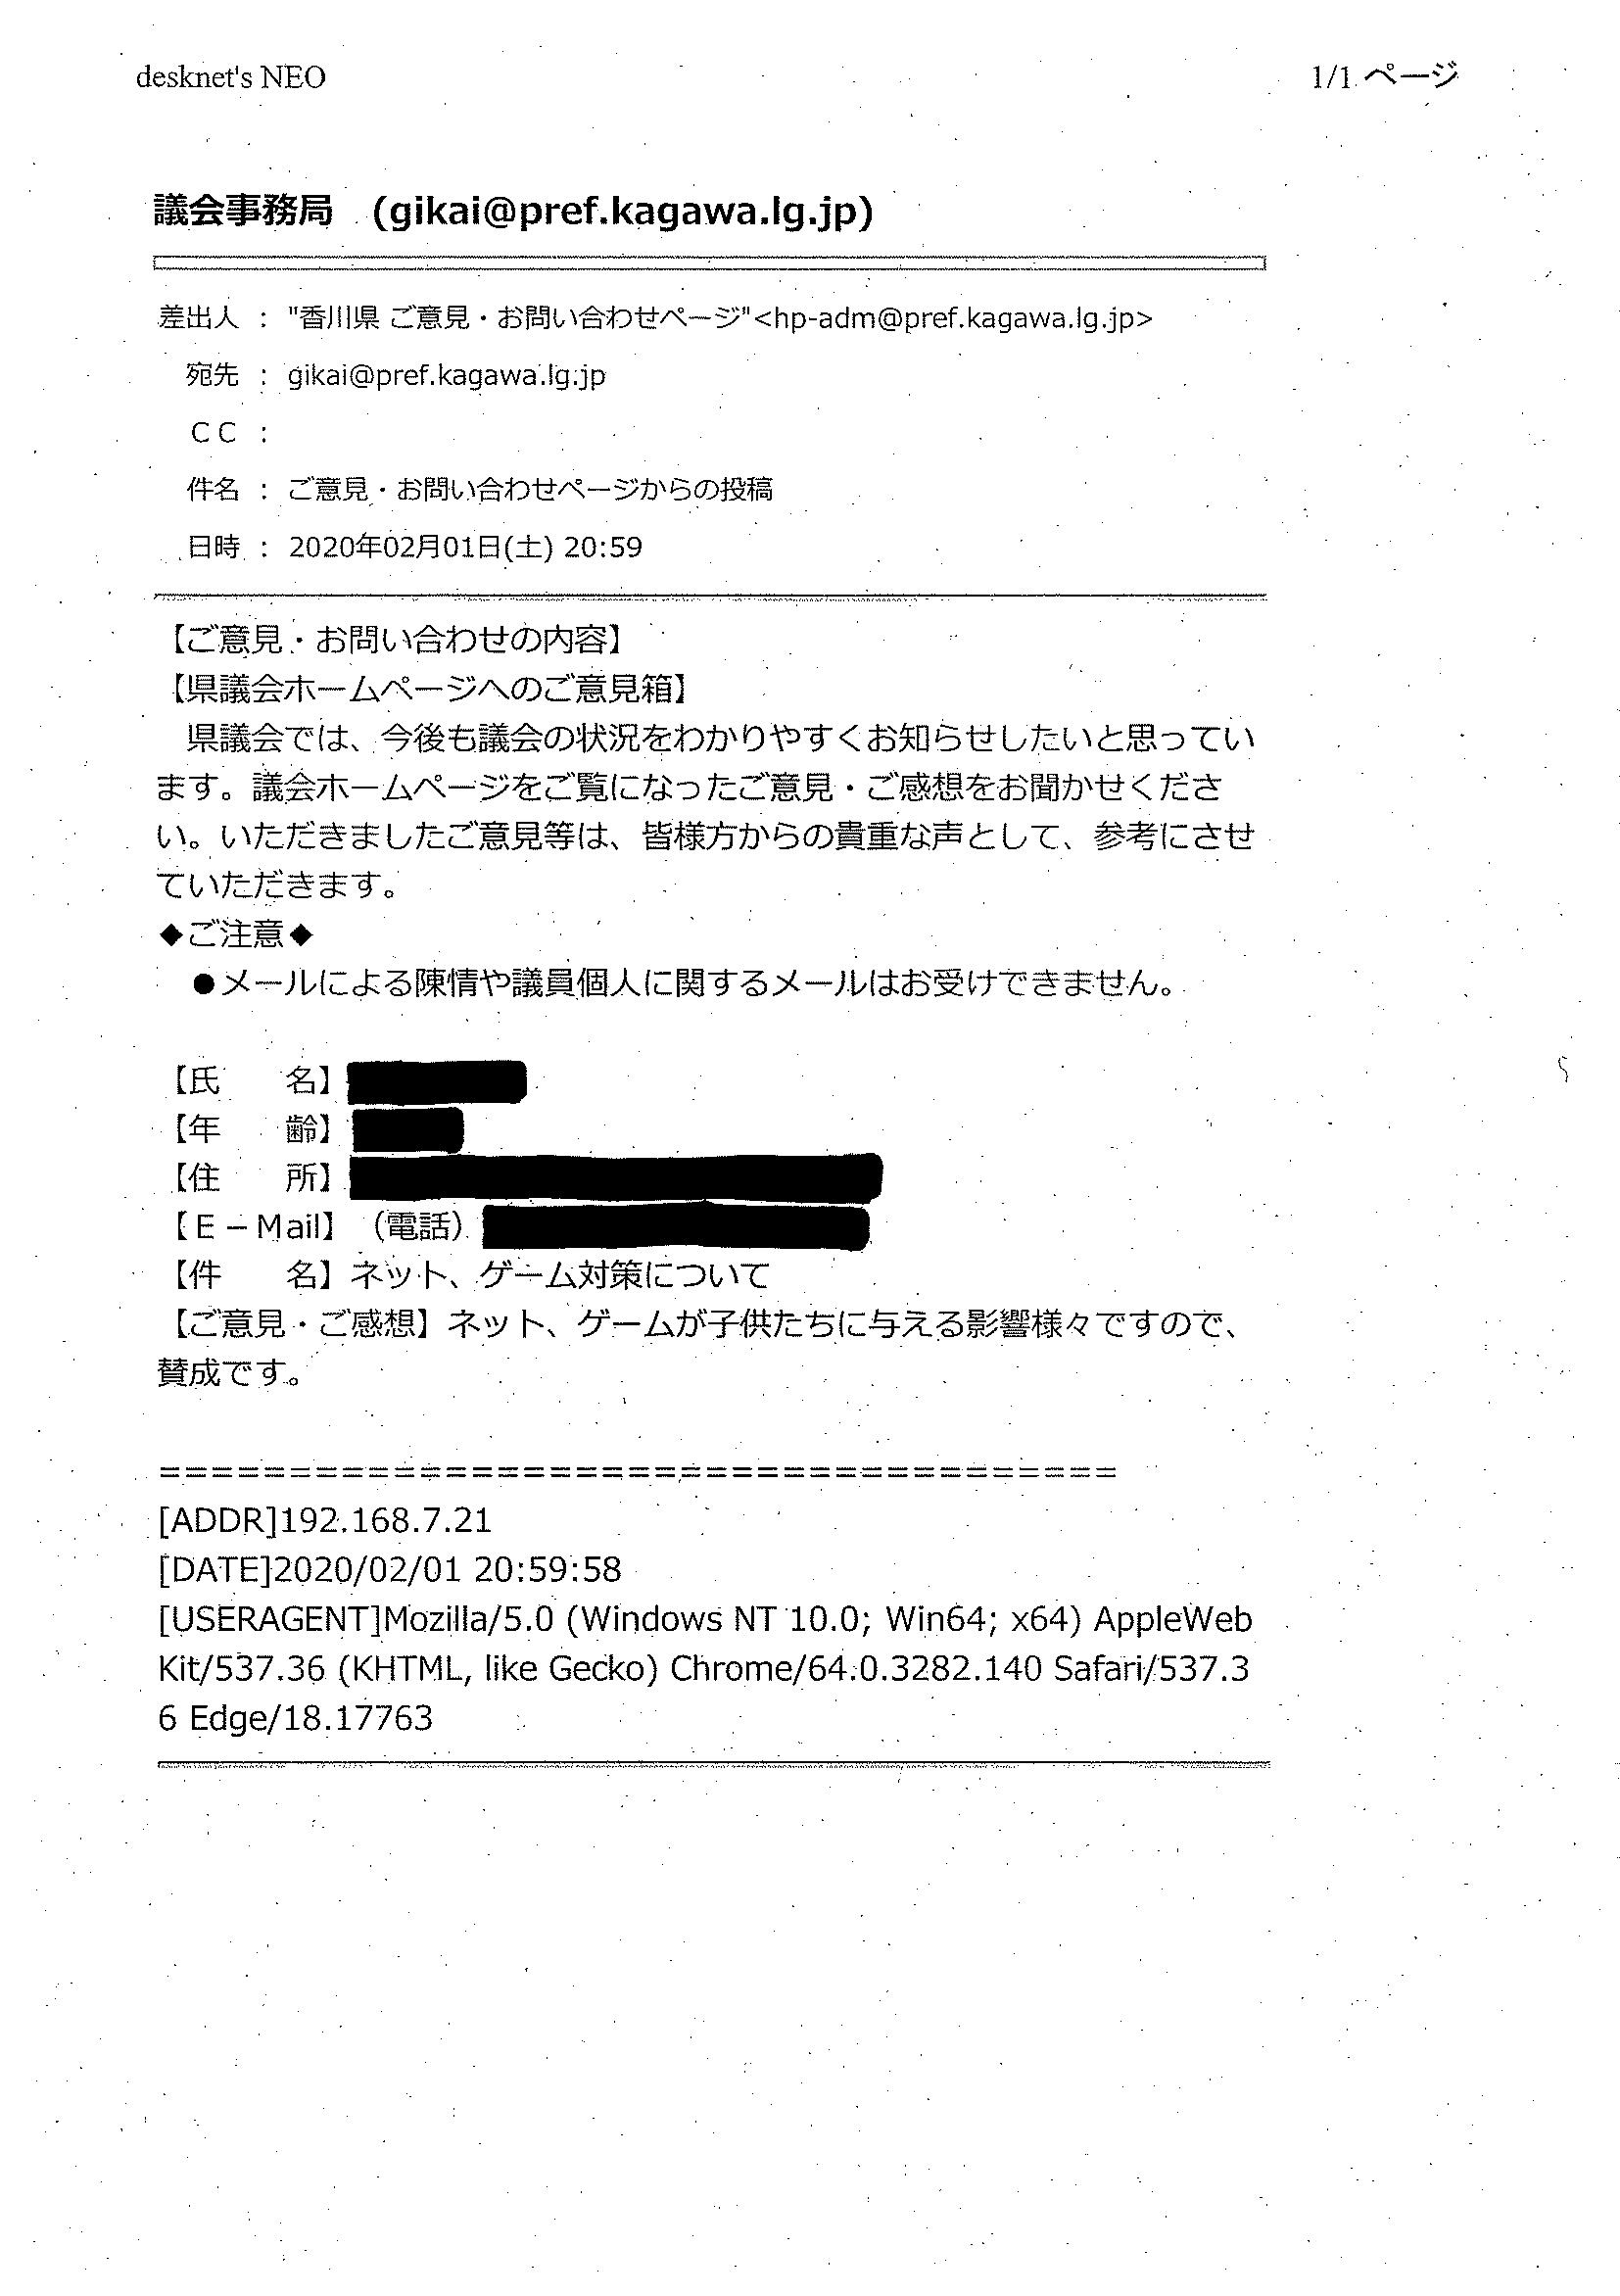 desknet's NEO
1/1 ページ
議会事務局 (gikai@pref.kagawa.lg.jp)
差出人 : "香川県 ご意見・お問い合わせページ"<hp-adm@pref.kagawa.lg.jp>
宛先 : gikai@pref.kagawa.lg.jp
CC :
件名 : ご意見・お問い合わせページからの投稿
日時 : 2020年02月01日(土) 20:59
【ご意見・お問い合わせの内容】
【県議会ホームページへのご意見箱】
県議会では、今後も議会の状況をわかりやすくお知らせしたいと思ってい
ます。議会ホームページをご覧になったご意見・ご感想をお聞かせくださ
い。いただきましたご意見等は、皆様方からの貴重な声として、参考にさせ
ていただきます。
◆ご注意◆
●メールによる陳情や議員個人に関するメールはお受けできません。
【氏　　名】
【年　　齢】
【住　　所】
【E－Mail】（電話）
【件　　名】ネット、ゲーム対策について
【ご意見・ご感想】ネット、ゲームが子供たちに与える影響様々ですので、
賛成です。
=====================================
[ADDR]192.168.7.21
[DATE]2020/02/01 20:59:58
[USERAGENT]Mozilla/5.0 (Windows NT 10.0; Win64; x64) AppleWeb
Kit/537.36 (KHTML, like Gecko) Chrome/64.0.3282.140 Safari/537.3
6 Edge/18.17763